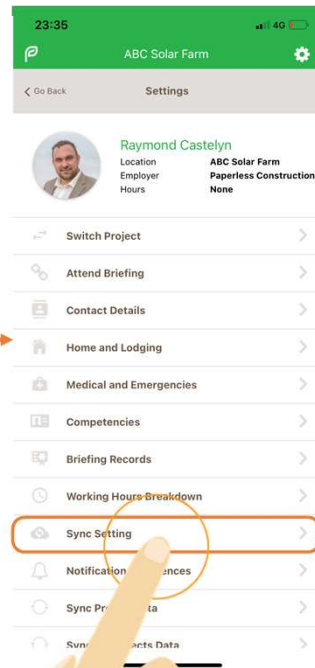 23:35 4G
ABC Solar Farm
Go Back Settings
Raymond Castelyn
Location ABC Solar Farm
Employer Paperless Construction
Hours None
Switch Project
Attend Briefing
Contact Details
Home and Lodging
Medical and Emergencies
Competencies
Briefing Records
Working Hours Breakdown
Sync Setting
Sync